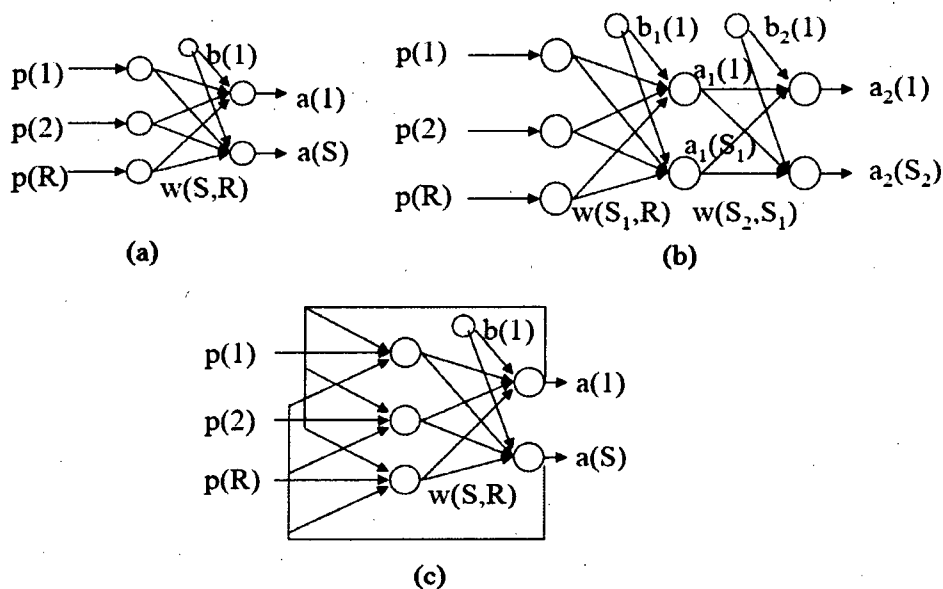 p(1)
p(2)
p(R)
b(1)
a(1)
a(S)
w(S,R)
(a)
p(1)
p(2)
p(R)
b₁(1)
b₂(1)
a₁(1)
a₁(S₁)
a₂(1)
a₂(S₂)
w(S₁,R)
w(S₂,S₁)
(b)
p(1)
p(2)
p(R)
b(1)
a(1)
a(S)
w(S,R)
(c)